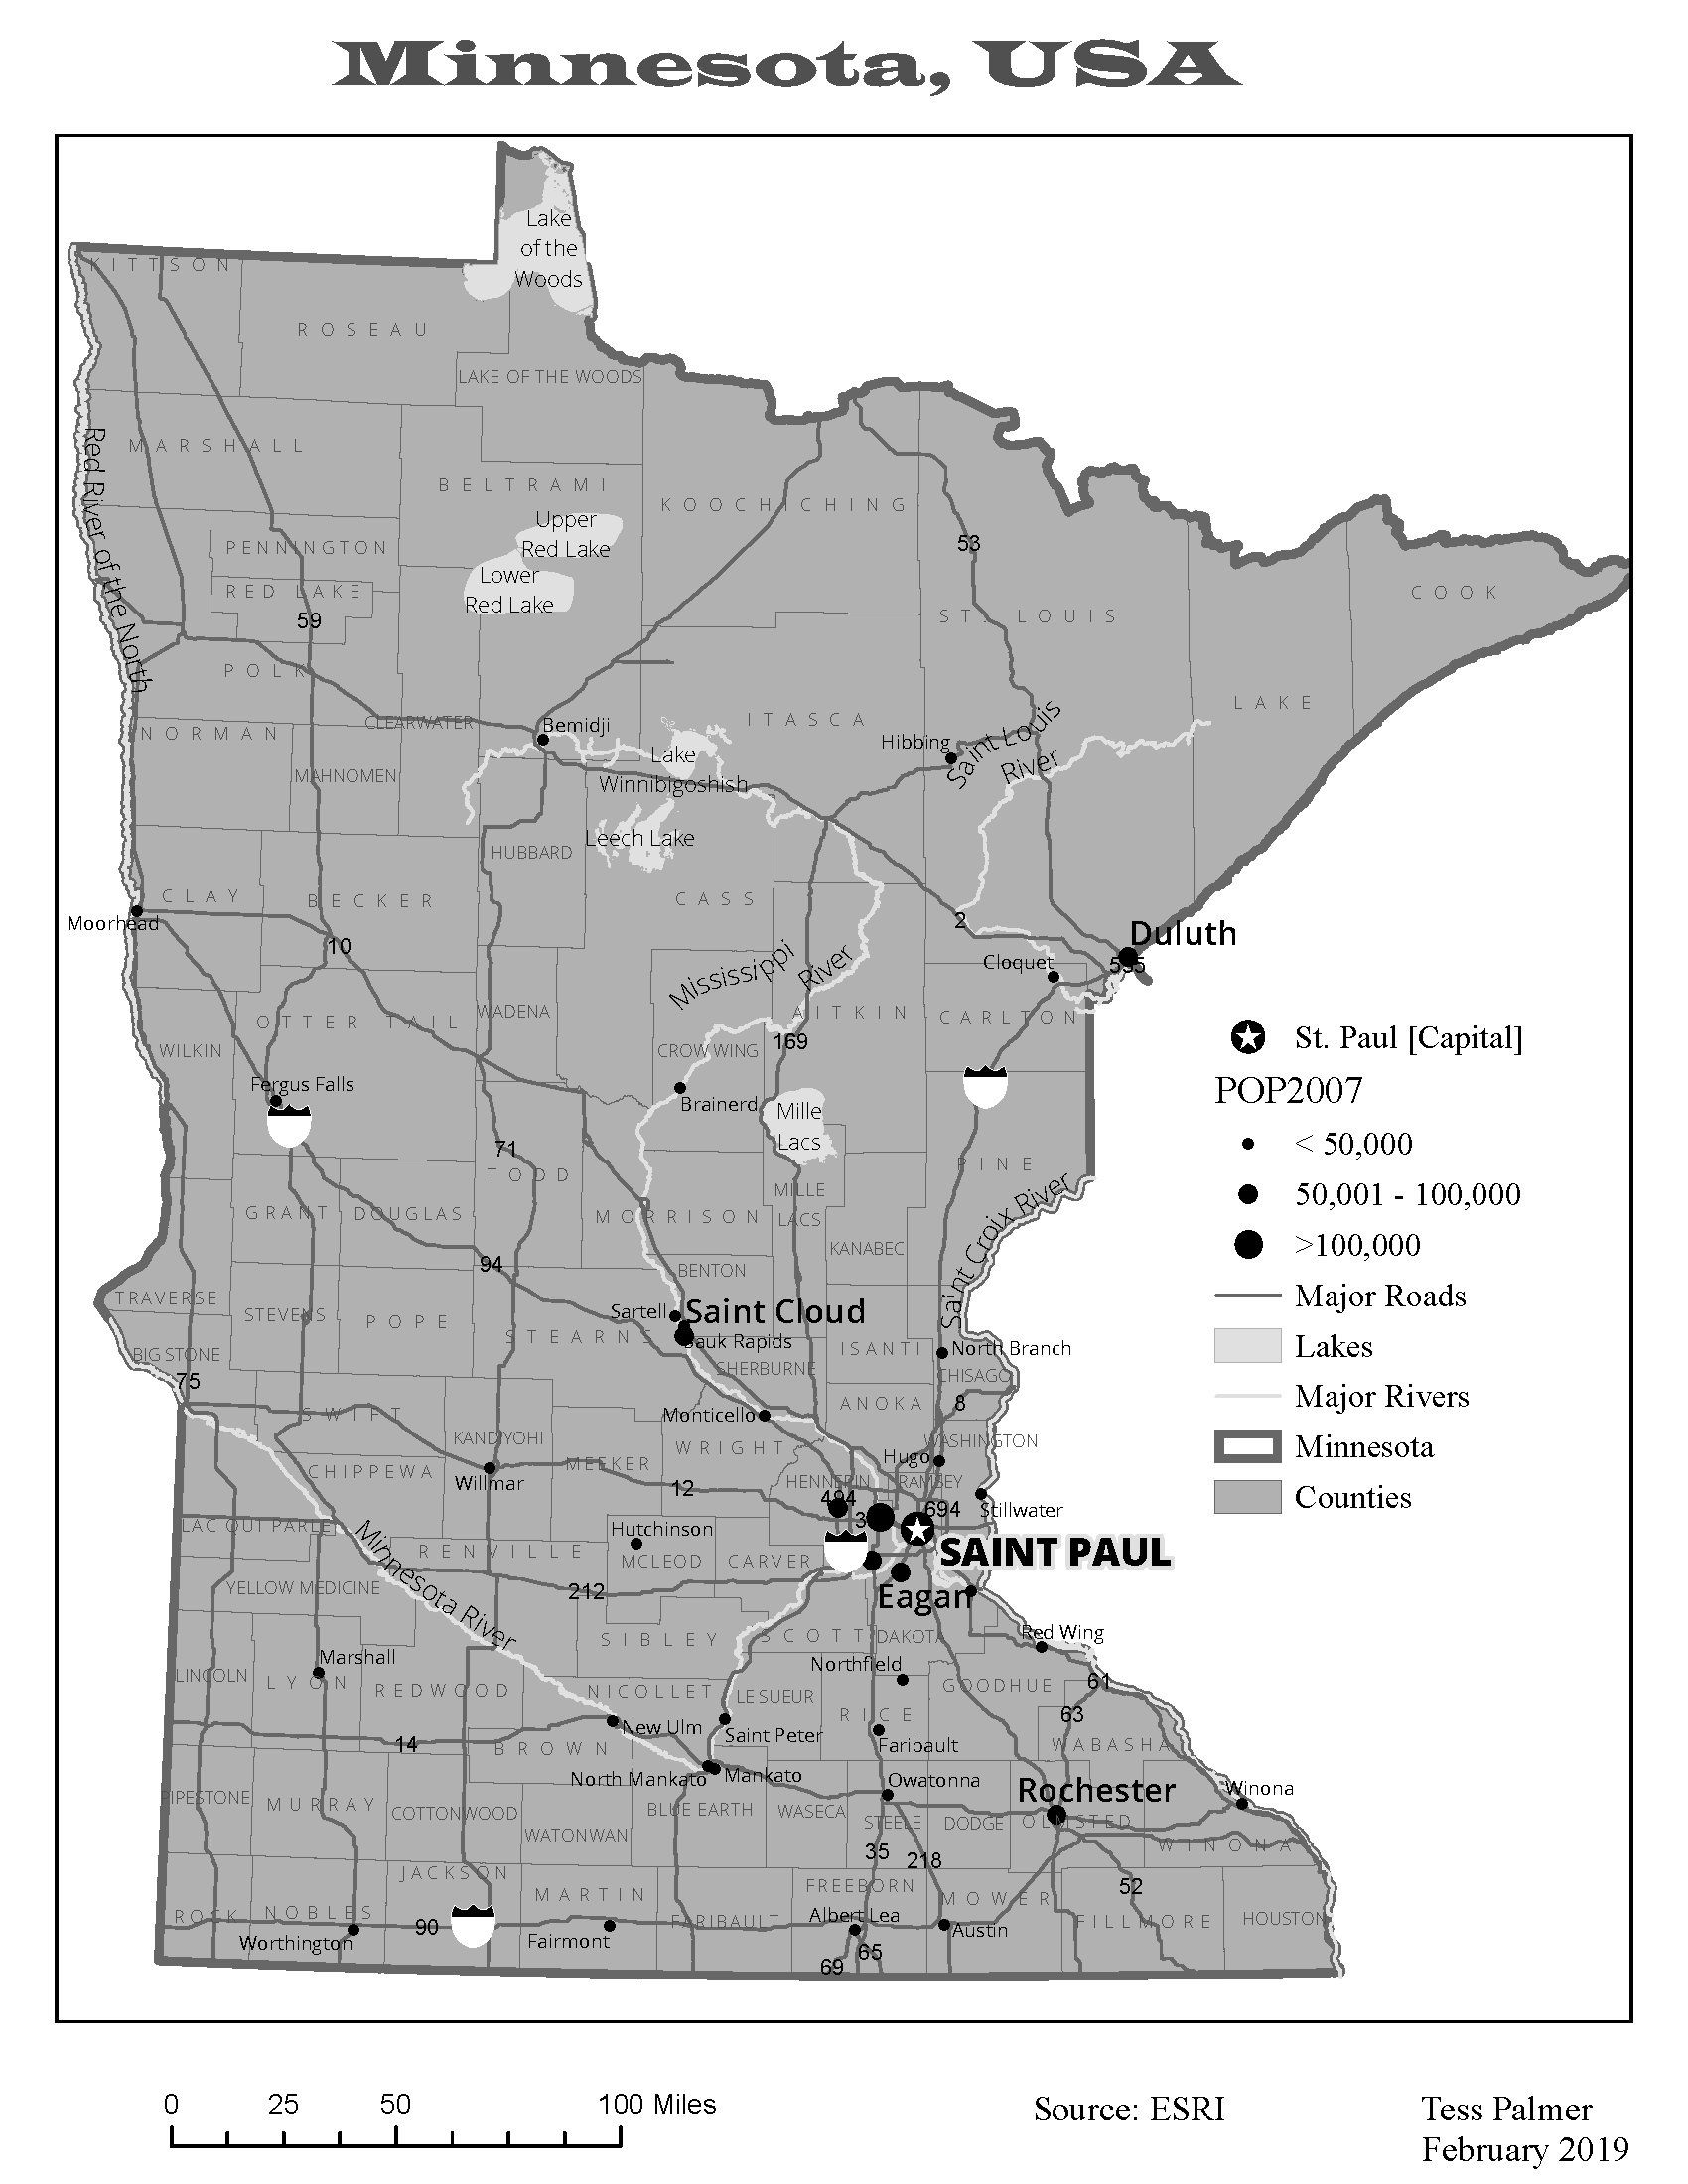 Minnesota, USA
Lake
of the
Woods
KITTSON
ROSEAU
LAKE OF THE WOODS
Red River of the North
MARSHALL
BELTRAMI
KOOCHICHING
Upper
Red Lake
Lower
Red Lake
PENNINGTON
RED LAKE
59
53
ST. LOUIS
COOK
POLK
LAKE
CLEARWATER
NORMAN
MAHNOMEN
Bemidji
ITASCA
Hibbing
Saint Louis
River
Lake
Winnibigoshish
Leech Lake
HUBBARD
CLAY
BECKER
CASS
Moorhead
10
2
Duluth
535
Cloquet
Mississippi
River
OTTER TAIL
WADENA
AITKIN
CARLTON
169
WILKIN
CROW WING
Fergus Falls
Brainerd
Mille
Lacs
St. Paul [Capital]
POP2007
< 50,000
50,001 - 100,000
>100,000
Major Roads
Lakes
Major Rivers
Minnesota
Counties
71
TODD
PINE
MILLE
LACS
Saint Croix River
GRANT
DOUGLAS
MORRISON
KANABEC
94
BENTON
TRAVERSE
STEVENS
POPE
STEARNS
Sartell
Saint Cloud
Sauk Rapids
SHERBURNE
ISANTI
North Branch
CHISAGO
BIG STONE
75
8
SWIFT
ANOKA
Monticello
KANDIYOHI
WRIGHT
WASHINGTON
Hugo
CHIPPEWA
MEEKER
Willmar
12
HENNEPIN
RAMSEY
494
694
Stillwater
LAC QUI PARLE
Hutchinson
MCLEOD
CARVER
SAINT PAUL
RENVILLE
Minnesota River
YELLOW MEDICINE
212
Eagan
SIBLEY
SCOTT
DAKOTA
Red Wing
Marshall
Northfield
LINCOLN
LYON
REDWOOD
NICOLLET
LE SUEUR
GOODHUE
61
63
RICE
New Ulm
Saint Peter
Faribault
WABASHA
14
BROWN
North Mankato
Mankato
Owatonna
Rochester
Winona
PIPESTONE
MURRAY
COTTONWOOD
WATONWAN
BLUE EARTH
WASECA
STEELE
DODGE
OLMSTED
WINONA
35
218
JACKSON
MARTIN
FREEBORN
MOWER
52
ROCK
NOBLES
90
FARIBAULT
Albert Lea
FILLMORE
HOUSTON
Worthington
Fairmont
Austin
65
69
0 25 50 100 Miles
Source: ESRI
Tess Palmer
February 2019